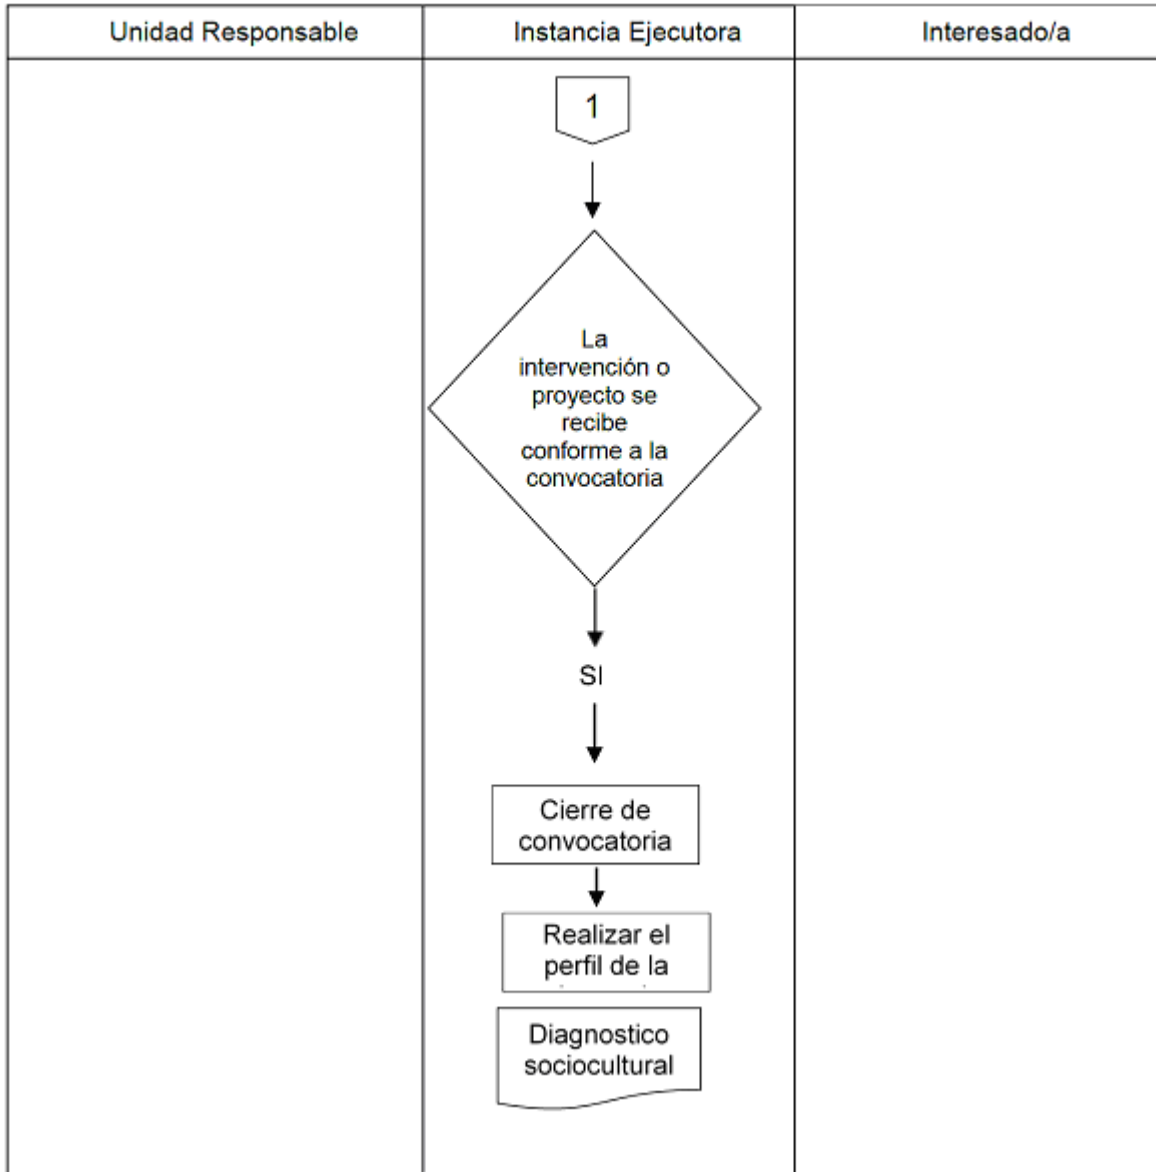 Unidad Responsable
Instancia Ejecutora
Interesado/a
1
La
intervención o
proyecto se
recibe
conforme a la
convocatoria
SI
Cierre de
convocatoria
Realizar el
perfil de la
Diagnostico
sociocultural